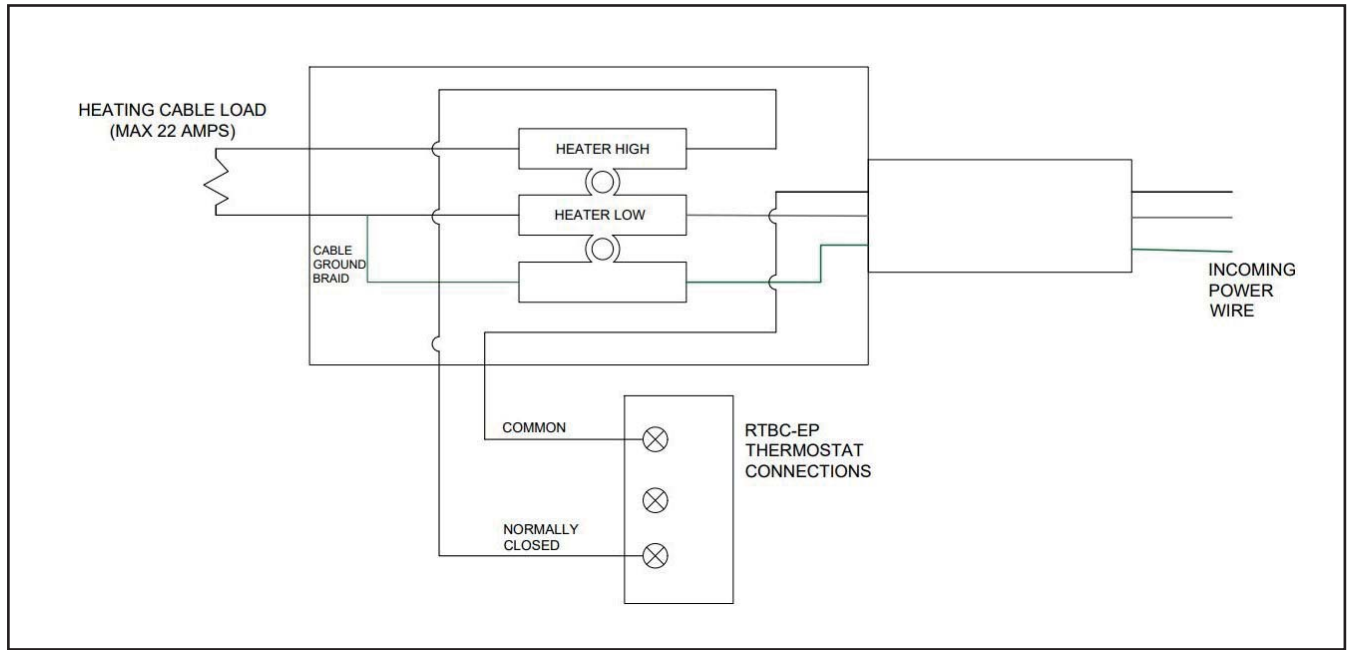 HEATING CABLE LOAD
(MAX 22 AMPS)
HEATER HIGH
HEATER LOW
CABLE
GROUND
BRAID
INCOMING
POWER
WIRE
COMMON
RTBC-EP
THERMOSTAT
CONNECTIONS
NORMALLY
CLOSED